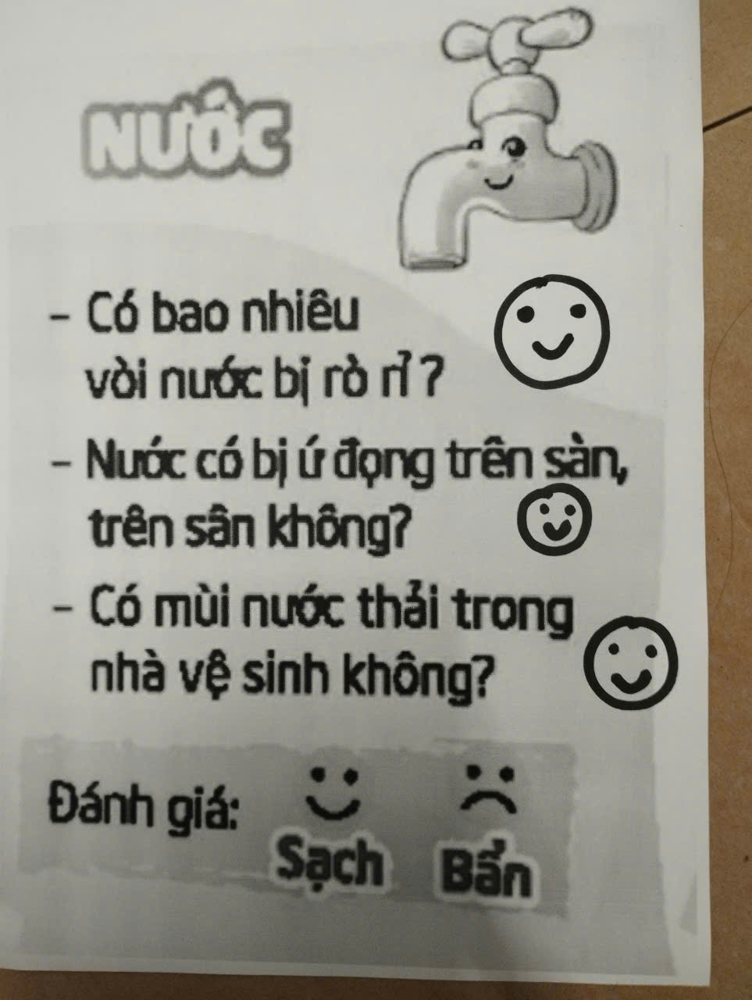 NƯỚC
- Có bao nhiêu
vòi nước bị rò rỉ ?
- Nước có bị ứ đọng trên sàn,
trên sân không?
- Có mùi nước thải trong
nhà vệ sinh không?
Đánh giá:
Sạch Bẩn